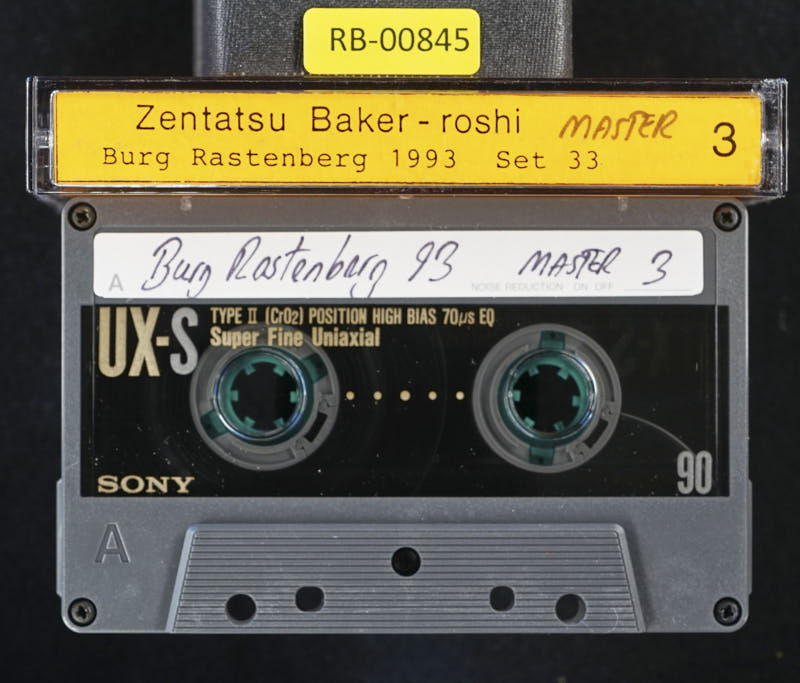 RB-00845
Zentatsu Baker-roshi MASTER 3
Burg Rastenberg 1993 Set 33
A Burg Rastenberg 93 MASTER 3
NOISE REDUCTION ON OFF
UX-S TYPE II (CrO2) POSITION HIGH BIAS 70µs EQ
Super Fine Uniaxial
90
SONY
A